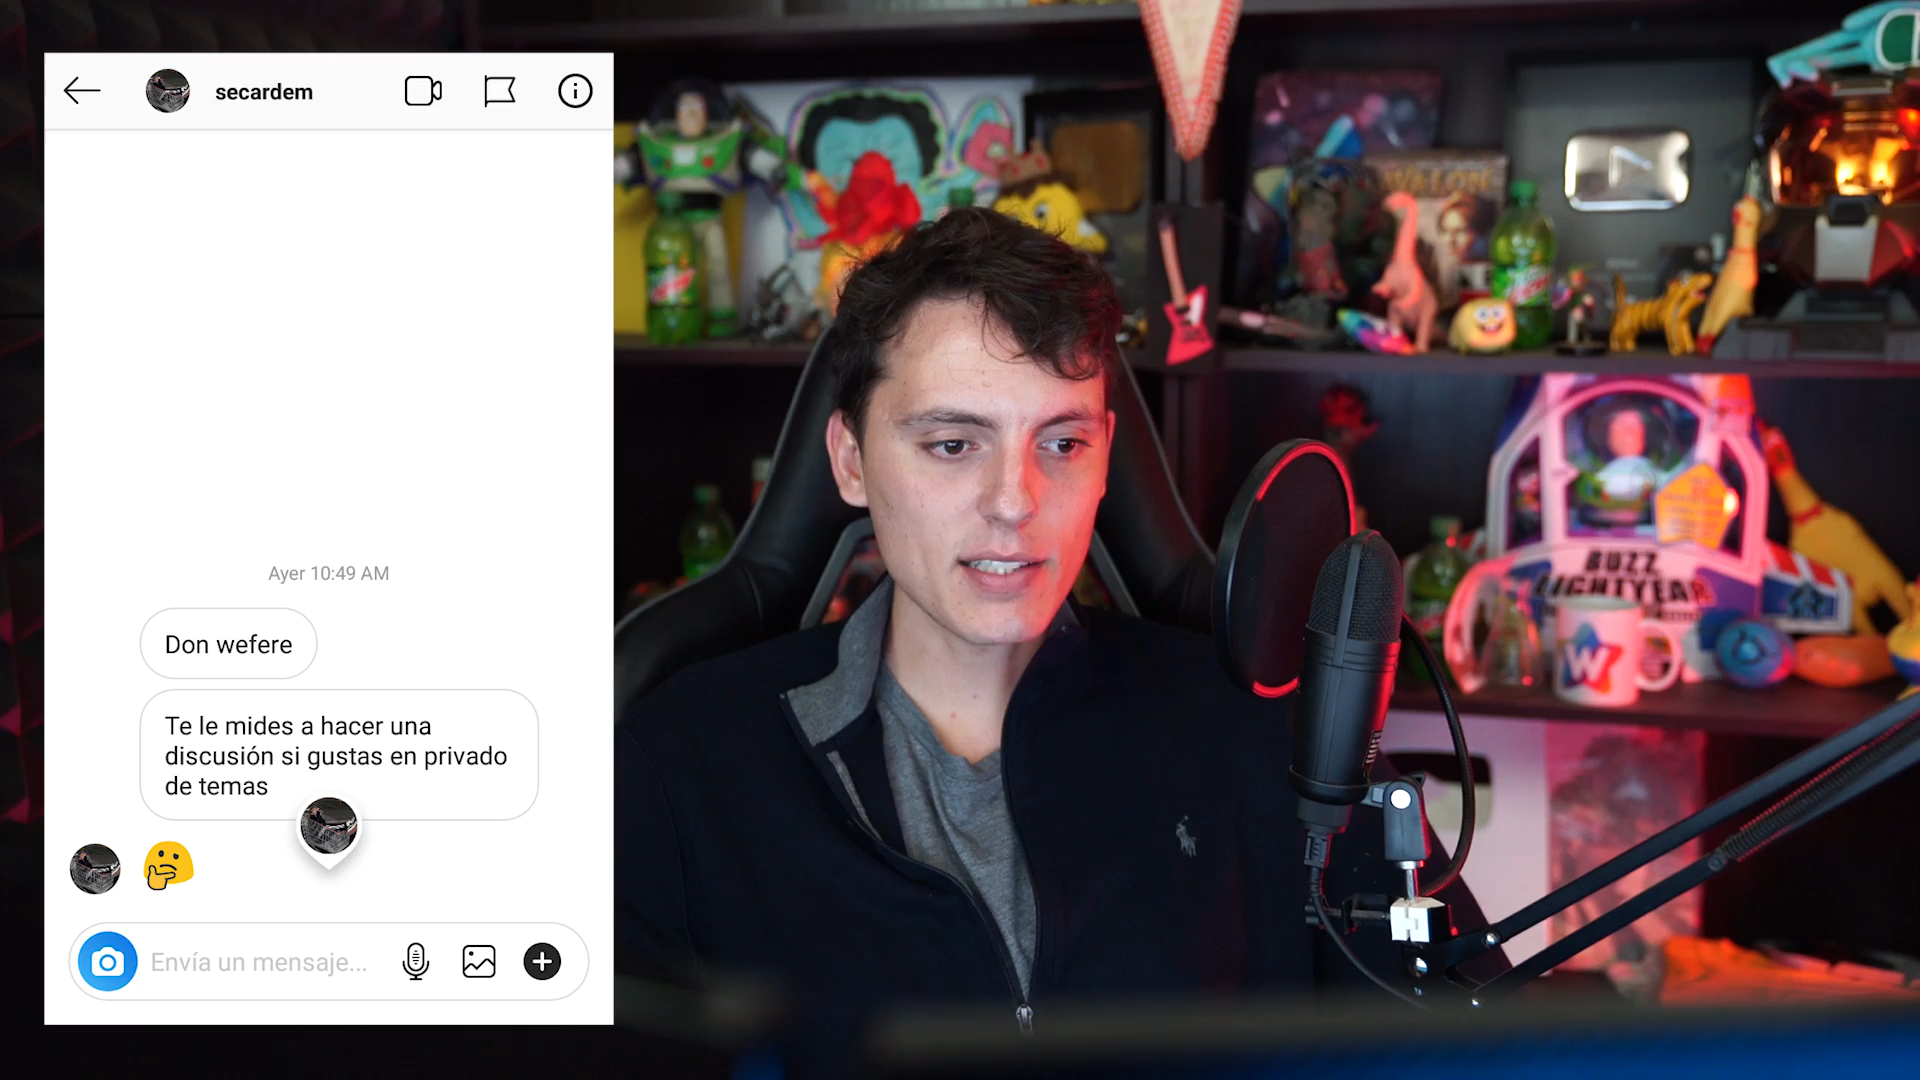 secardem
Ayer 10:49 AM
Don wefere
Te le mides a hacer una
discusión si gustas en privado
de temas
Envía un mensaje...
BUZZ
LIGHTYEAR
W